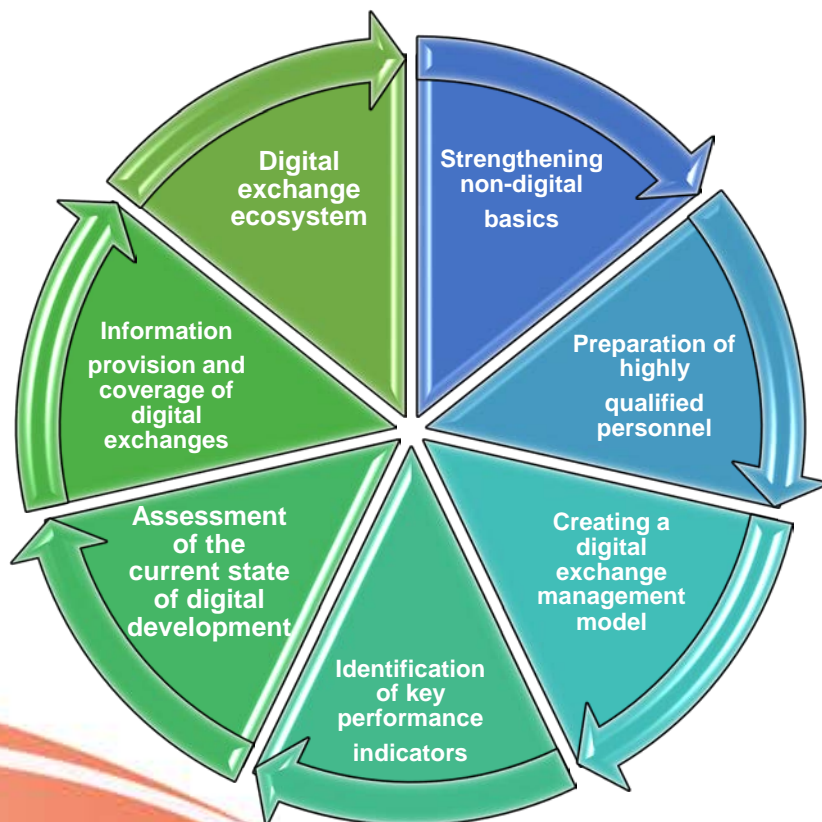 Digital
exchange
ecosystem
Strengthening
non-digital
basics
Preparation of
highly
qualified
personnel
Creating a
digital
exchange
management
model
Identification
of key
performance
indicators
Assessment
of the
current state
of digital
development
Information
provision and
coverage of
digital
exchanges